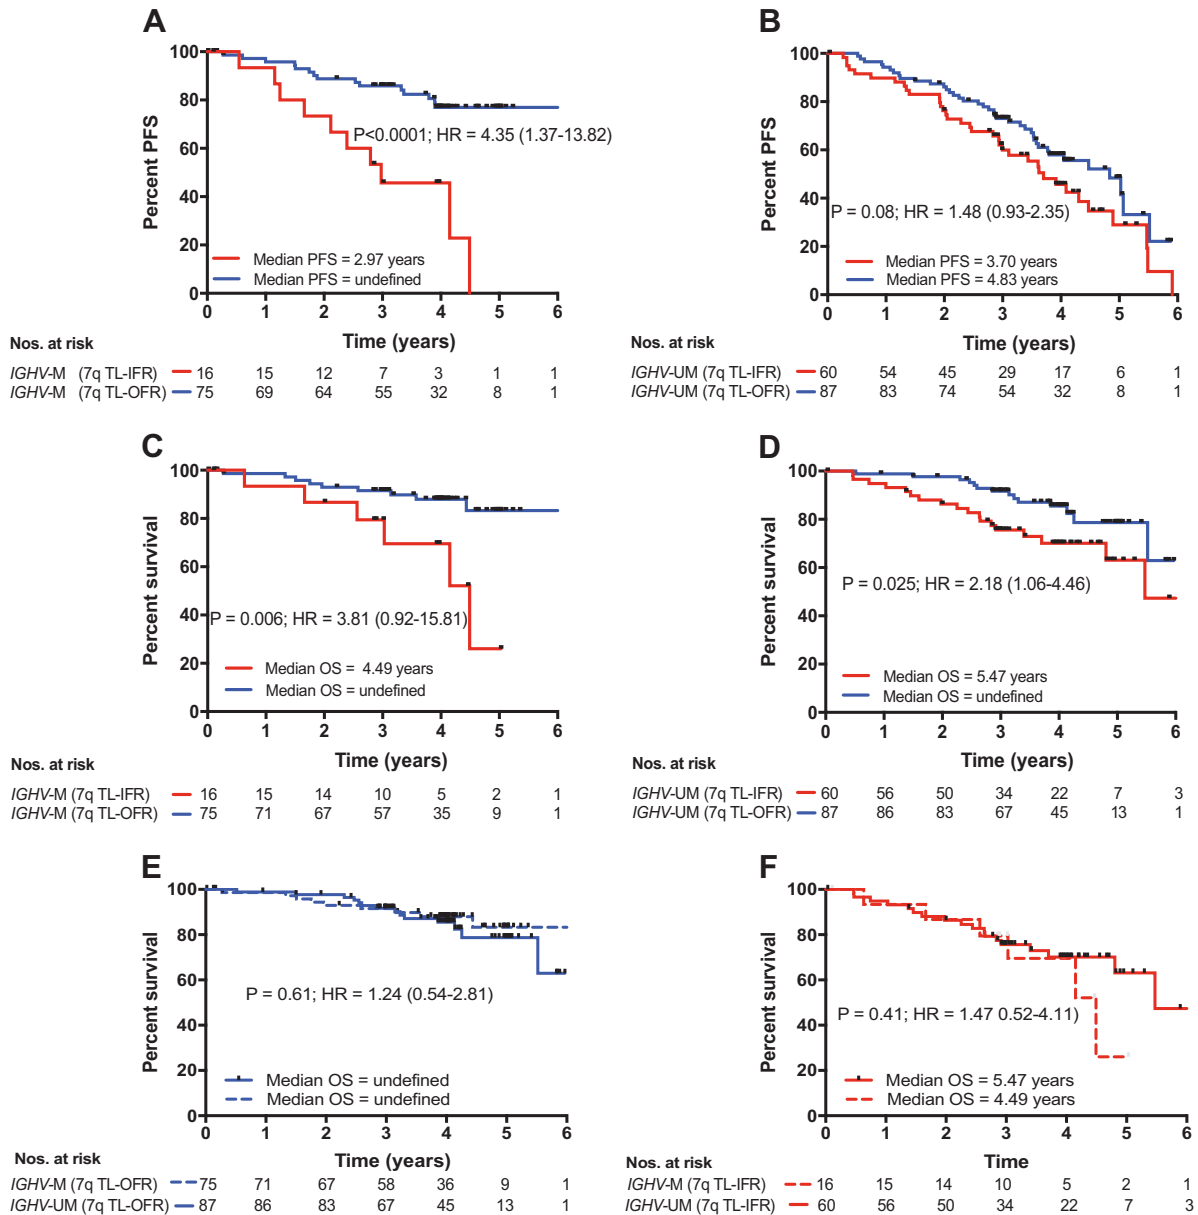 A
100
80
60
40
20
0
Percent PFS
P<0.0001; HR = 4.35 (1.37-13.82)
Median PFS = 2.97 years
Median PFS = undefined
0 1 2 3 4 5 6
Time (years)
Nos. at risk
IGHV-M (7q TL-IFR) 16 15 12 7 3 1 1
IGHV-M (7q TL-OFR) 75 69 64 55 32 8 1
B
100
80
60
40
20
0
Percent PFS
P = 0.08; HR = 1.48 (0.93-2.35)
Median PFS = 3.70 years
Median PFS = 4.83 years
0 1 2 3 4 5 6
Time (years)
Nos. at risk
IGHV-UM (7q TL-IFR) 60 54 45 29 17 6 1
IGHV-UM (7q TL-OFR) 87 83 74 54 32 8 1
C
100
80
60
40
20
0
Percent survival
P = 0.006; HR = 3.81 (0.92-15.81)
Median OS = 4.49 years
Median OS = undefined
0 1 2 3 4 5 6
Time (years)
Nos. at risk
IGHV-M (7q TL-IFR) 16 15 14 10 5 2 1
IGHV-M (7q TL-OFR) 75 71 67 57 35 9 1
D
100
80
60
40
20
0
Percent survival
P = 0.025; HR = 2.18 (1.06-4.46)
Median OS = 5.47 years
Median OS = undefined
0 1 2 3 4 5 6
Time (years)
Nos. at risk
IGHV-UM (7q TL-IFR) 60 56 50 34 22 7 3
IGHV-UM (7q TL-OFR) 87 86 83 67 45 13 1
E
100
80
60
40
20
0
Percent survival
P = 0.61; HR = 1.24 (0.54-2.81)
Median OS = undefined
Median OS = undefined
0 1 2 3 4 5 6
Time (years)
Nos. at risk
IGHV-M (7q TL-OFR) 75 71 67 58 36 9 1
IGHV-UM (7q TL-OFR) 87 86 83 67 45 13 1
F
100
80
60
40
20
0
Percent survival
P = 0.41; HR = 1.47 0.52-4.11)
Median OS = 5.47 years
Median OS = 4.49 years
0 1 2 3 4 5 6
Time
Nos. at risk
IGHV-M (7q TL-IFR) 16 15 14 10 5 2 1
IGHV-UM (7q TL-IFR) 60 56 50 34 22 7 3